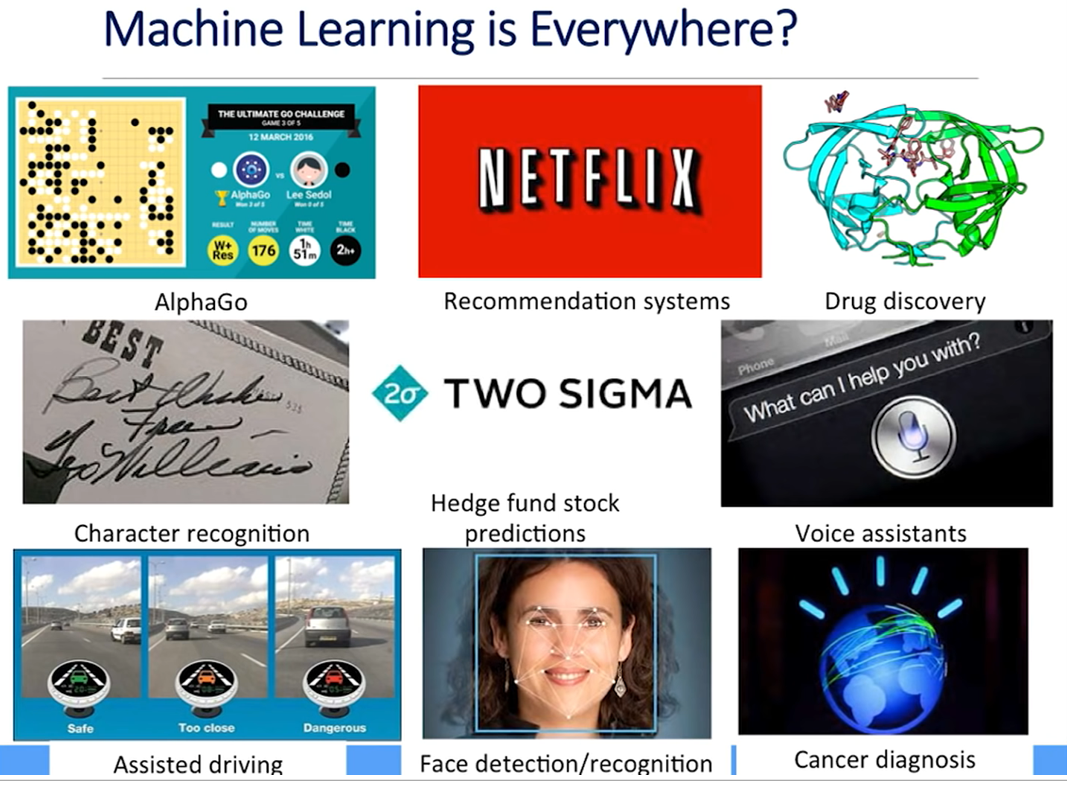 Machine Learning is Everywhere?
THE ULTIMATE GO CHALLENGE
GAME 3 OF 5
12 MARCH 2016
vs
AlphaGo
Won 3 of 5
Lee Sedol
Won 0 of 5
RESULT
W+
Res
NUMBER
OF MOVES
176
TIME
WHITE
1h
51m
TIME
BLACK
2h+
NETFLIX
AlphaGo
Recommendation systems
Drug discovery
BEST
Best Wishes
From
Williams
525
2σ TWO SIGMA
Phone
Mail
What can I help you with?
Character recognition
Hedge fund stock
predictions
Voice assistants
Safe
Too close
Dangerous
Assisted driving
Face detection/recognition
Cancer diagnosis